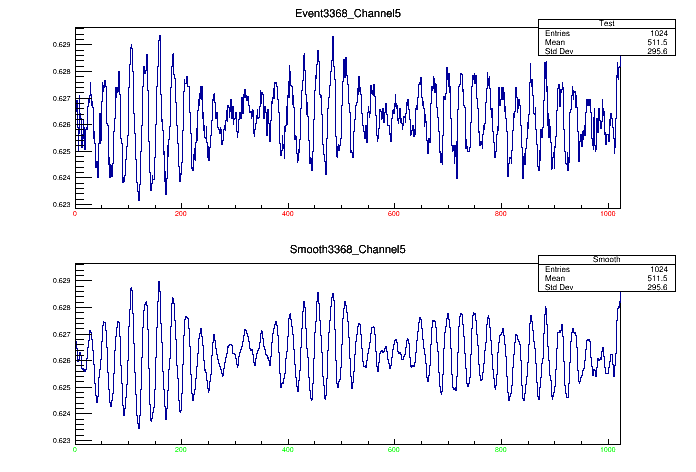 Event3368_Channel5
Test
Entries 1024
Mean 511.5
Std Dev 295.6
0.629
0.628
0.627
0.626
0.625
0.624
0.623
0 200 400 600 800 1000
Smooth3368_Channel5
Smooth
Entries 1024
Mean 511.5
Std Dev 295.6
0.629
0.628
0.627
0.626
0.625
0.624
0.623
0 200 400 600 800 1000